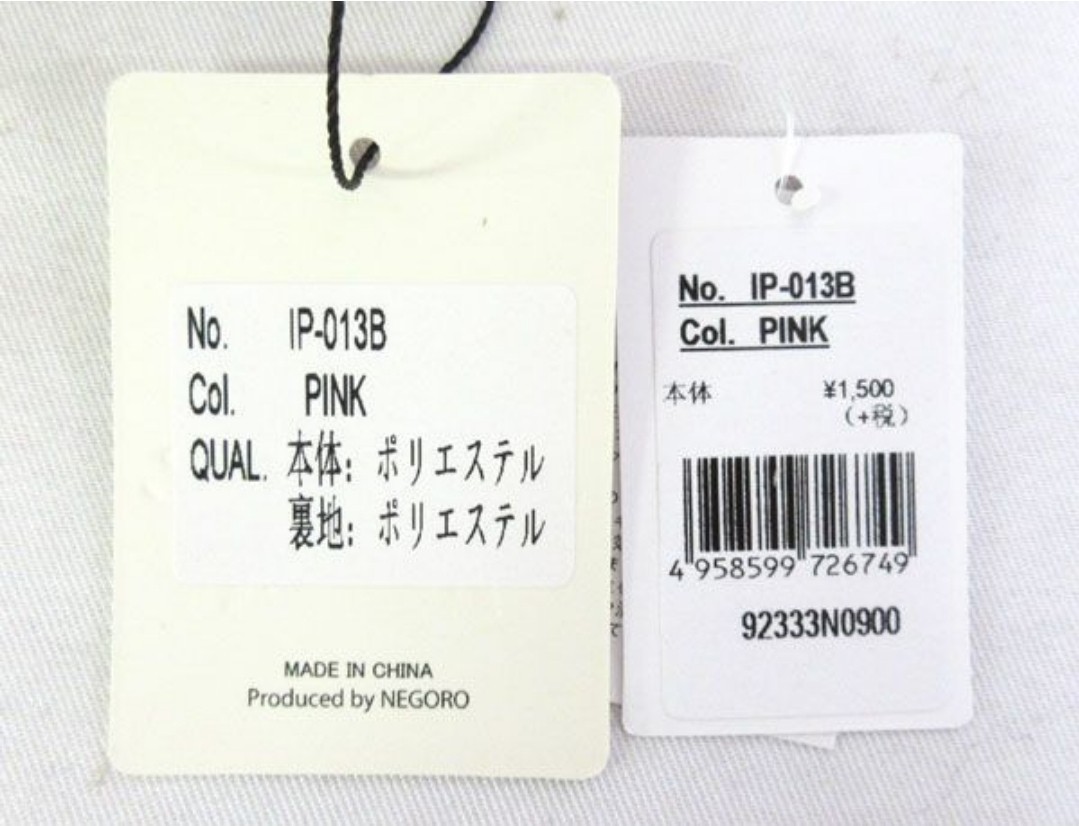 No. IP-013B
Col. PINK
QUAL. 本体: ポリエステル
裏地: ポリエステル
MADE IN CHINA
Produced by NEGORO
No. IP-013B
Col. PINK
本体 ¥1,500
(+税)
4 958599 726749
92333N0900